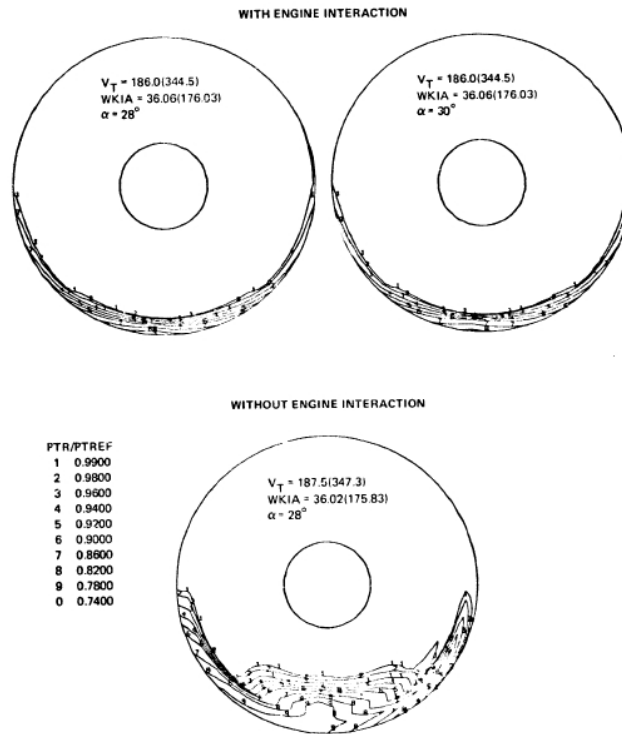 WITH ENGINE INTERACTION
V_T = 186.0(344.5)
WKIA = 36.06(176.03)
α = 28°
V_T = 186.0(344.5)
WKIA = 36.06(176.03)
α = 30°
WITHOUT ENGINE INTERACTION
PTR/PTREF
1 0.9900
2 0.9800
3 0.9600
4 0.9400
5 0.9200
6 0.9000
7 0.8600
8 0.8200
9 0.7800
0 0.7400
V_T = 187.5(347.3)
WKIA = 36.02(175.83)
α = 28°